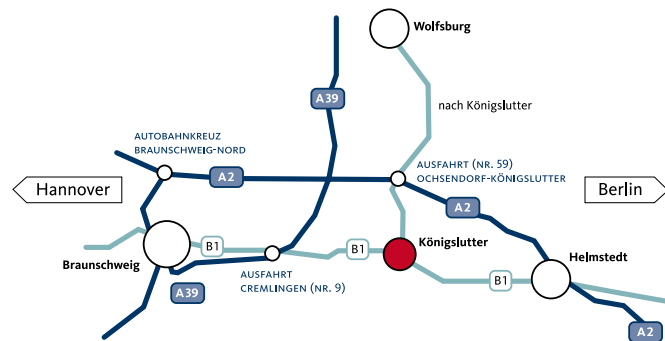 Wolfsburg
A39
nach Königslutter
AUTOBAHNKREUZ
BRAUNSCHWEIG-NORD
AUSFAHRT (NR. 59)
OCHSENDORF-KÖNIGSLUTTER
A2
Hannover
Berlin
A2
B1
B1
Königslutter
Braunschweig
Helmstedt
AUSFAHRT
CREMLINGEN (NR. 9)
B1
A39
A2